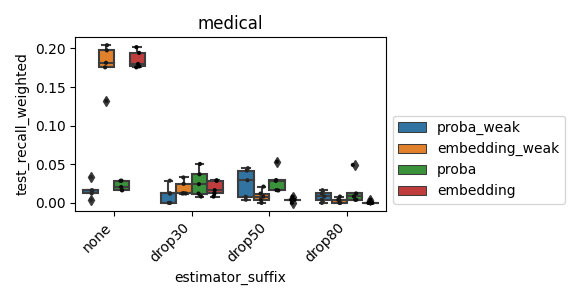 medical
test_recall_weighted
0.20
0.15
0.10
0.05
0.00
none
drop30
drop50
drop80
estimator_suffix
proba_weak
embedding_weak
proba
embedding